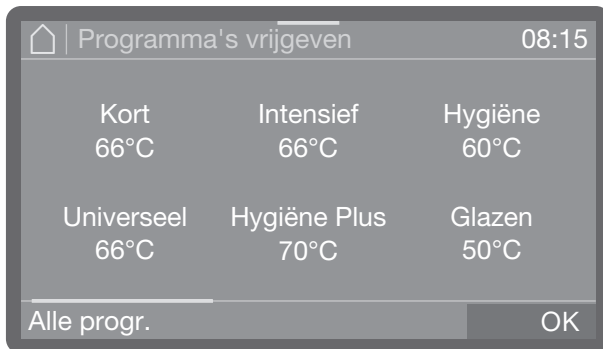 Programma's vrijgeven 08:15
Kort Intensief Hygiëne
66°C 66°C 60°C
Universeel Hygiëne Plus Glazen
66°C 70°C 50°C
Alle progr. OK